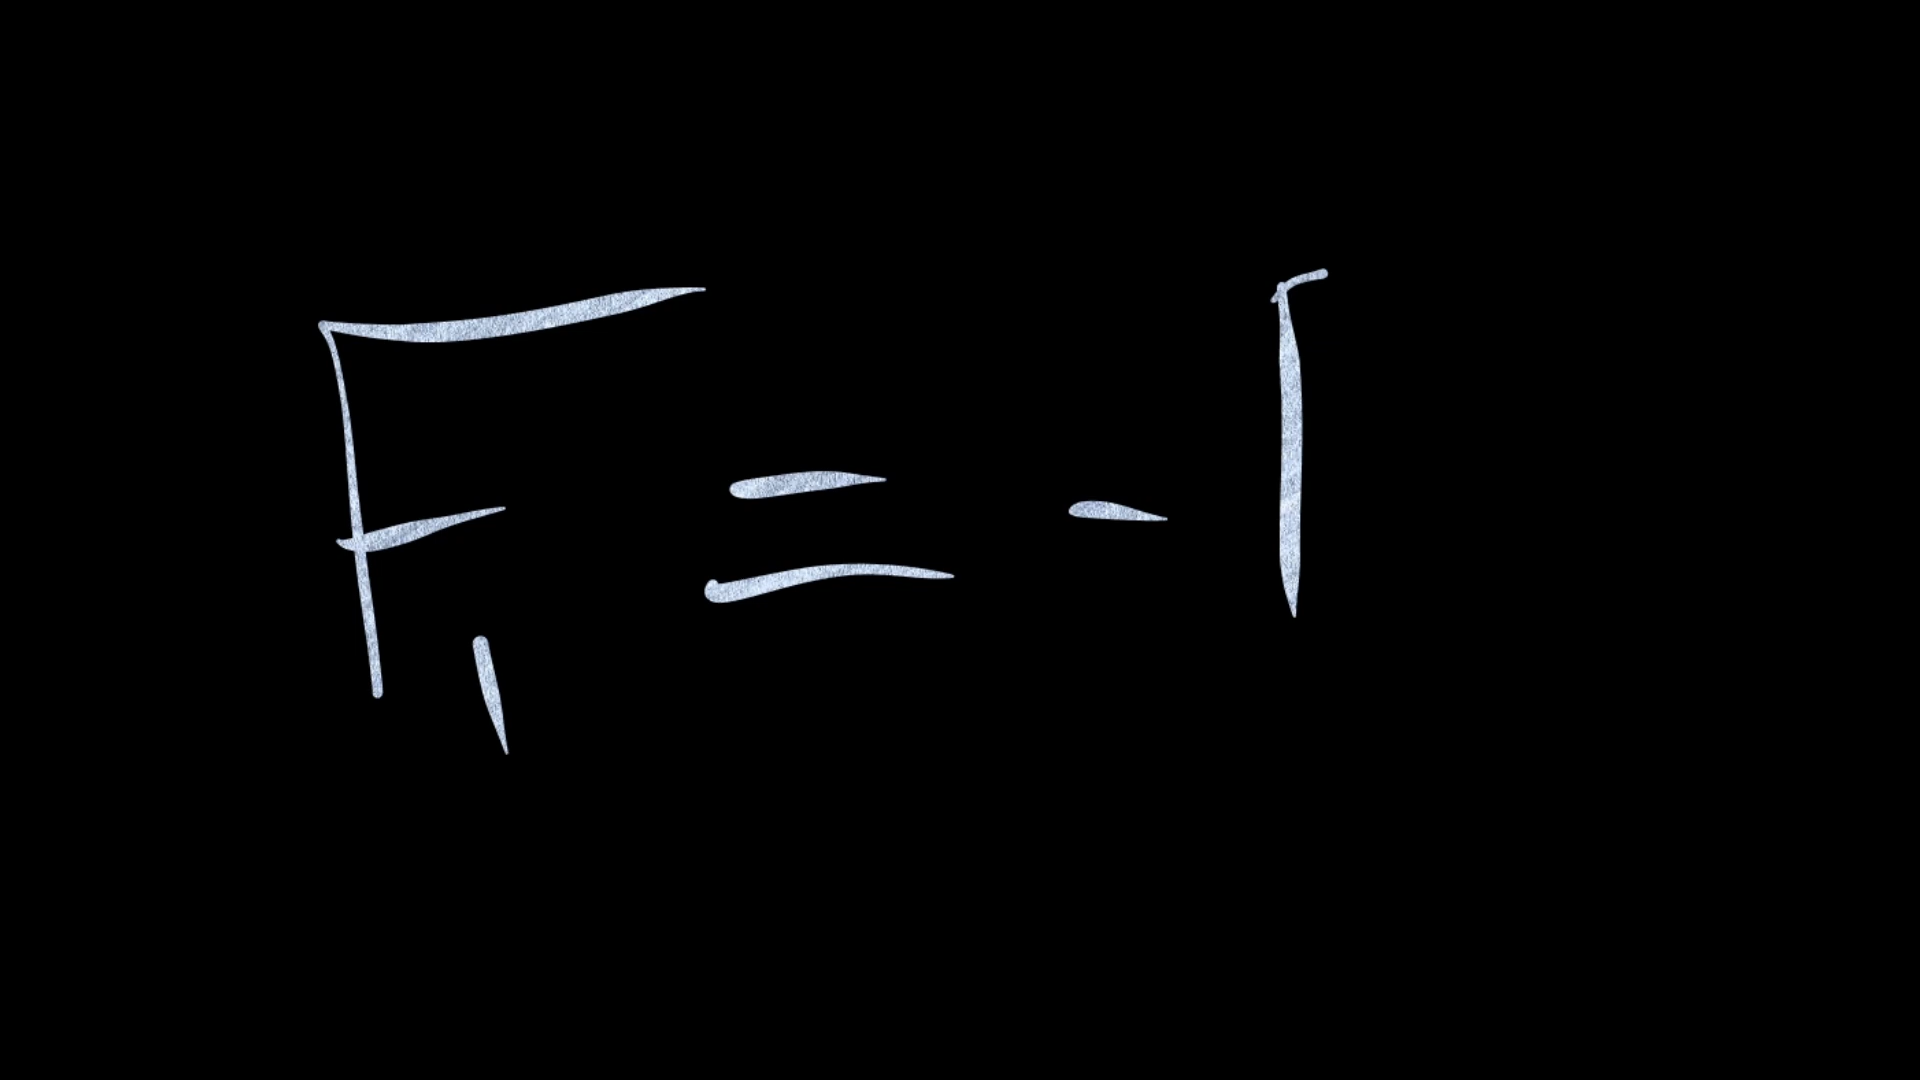 F₁ = -